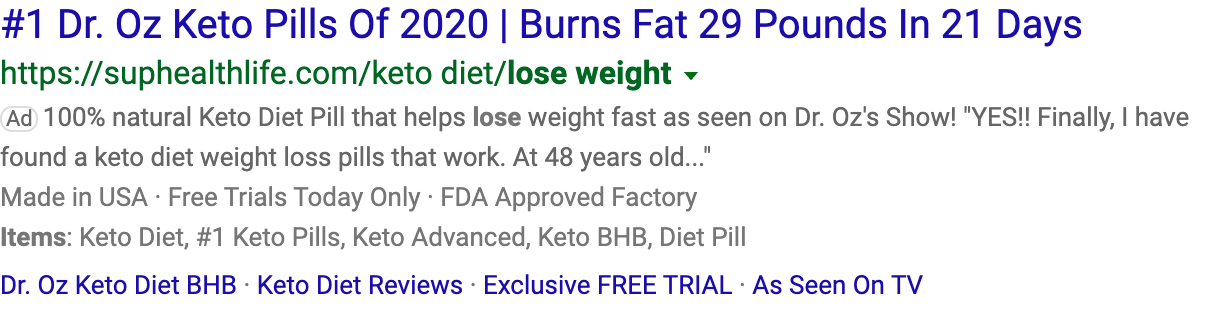 #1 Dr. Oz Keto Pills Of 2020 | Burns Fat 29 Pounds In 21 Days
https://suphealthlife.com/keto diet/lose weight
Ad 100% natural Keto Diet Pill that helps lose weight fast as seen on Dr. Oz's Show! "YES!! Finally, I have
found a keto diet weight loss pills that work. At 48 years old..."
Made in USA · Free Trials Today Only · FDA Approved Factory
Items: Keto Diet, #1 Keto Pills, Keto Advanced, Keto BHB, Diet Pill
Dr. Oz Keto Diet BHB · Keto Diet Reviews · Exclusive FREE TRIAL · As Seen On TV